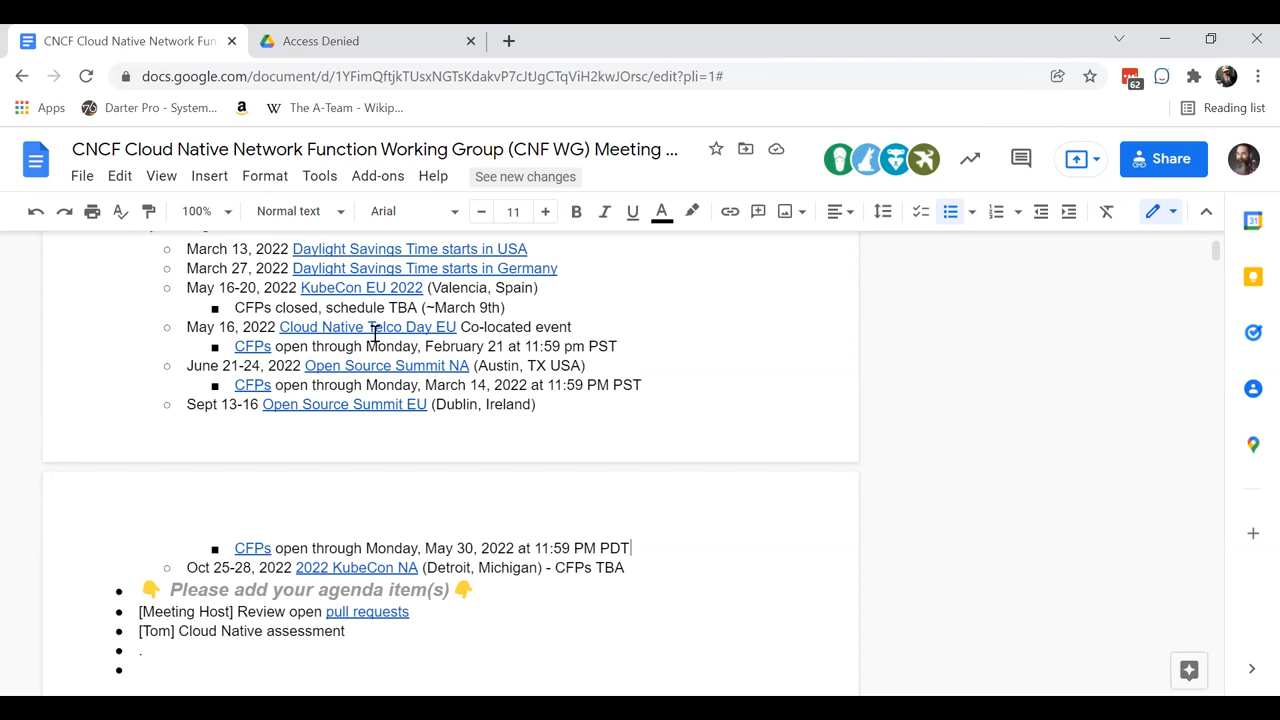 CNCF Cloud Native Network Fun
Access Denied
docs.google.com/document/d/1YFimQftjkTUsxNGTsKdakvP7cJtJgCTqViH2kwJOrsc/edit?pli=1#
62
Apps
76
Darter Pro - System...
a
W
The A-Team - Wikip...
Reading list
CNCF Cloud Native Network Function Working Group (CNF WG) Meeting ...
Share
File Edit View Insert Format Tools Add-ons Help
See new changes
100%
Normal text
Arial
11
B I U A
March 13, 2022 Daylight Savings Time starts in USA
March 27, 2022 Daylight Savings Time starts in Germany
May 16-20, 2022 KubeCon EU 2022 (Valencia, Spain)
CFPs closed, schedule TBA (~March 9th)
May 16, 2022 Cloud Native Telco Day EU Co-located event
CFPs open through Monday, February 21 at 11:59 pm PST
June 21-24, 2022 Open Source Summit NA (Austin, TX USA)
CFPs open through Monday, March 14, 2022 at 11:59 PM PST
Sept 13-16 Open Source Summit EU (Dublin, Ireland)
CFPs open through Monday, May 30, 2022 at 11:59 PM PDT
Oct 25-28, 2022 2022 KubeCon NA (Detroit, Michigan) - CFPs TBA
👇 Please add your agenda item(s) 👇
[Meeting Host] Review open pull requests
[Tom] Cloud Native assessment
.
31